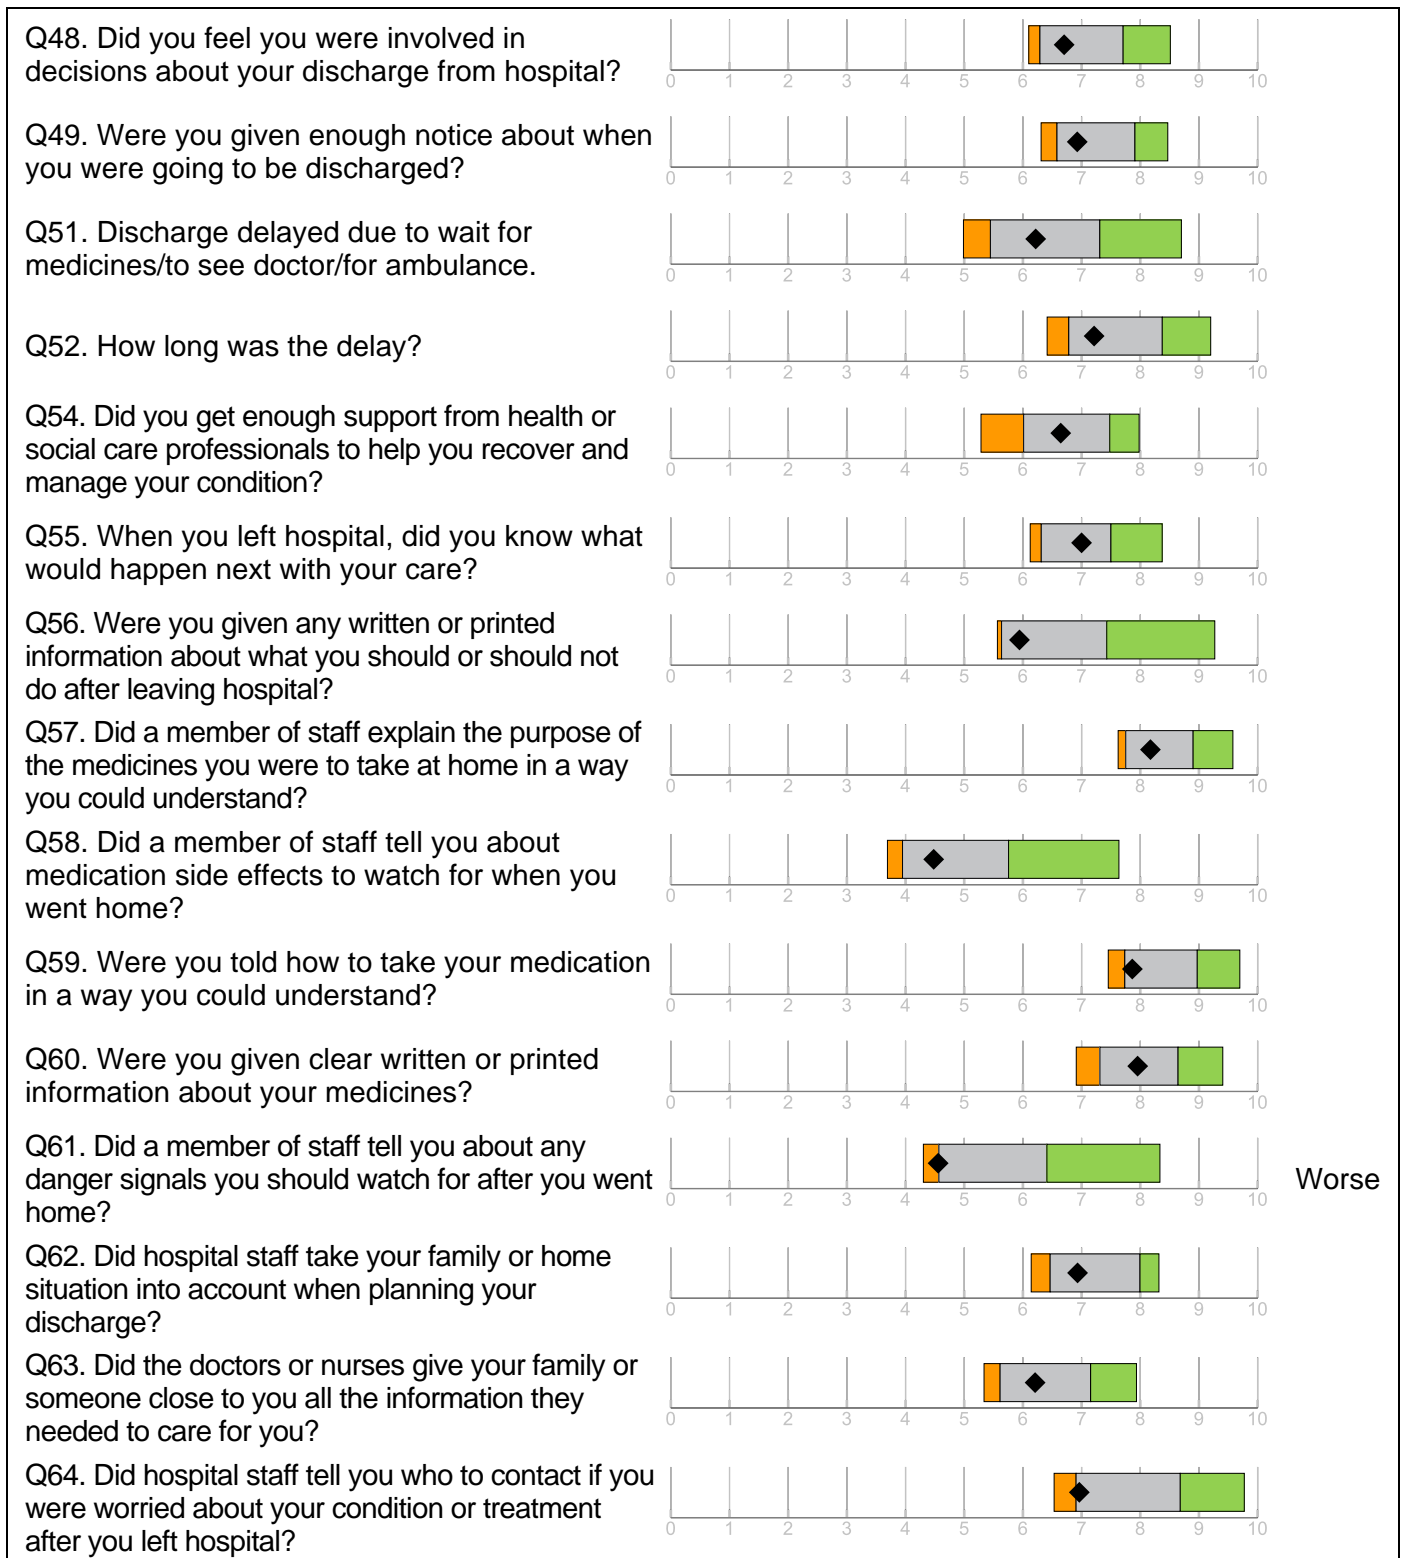 Q48. Did you feel you were involved in
decisions about your discharge from hospital?
0 1 2 3 4 5 6 7 8 9 10
Q49. Were you given enough notice about when
you were going to be discharged?
0 1 2 3 4 5 6 7 8 9 10
Q51. Discharge delayed due to wait for
medicines/to see doctor/for ambulance.
0 1 2 3 4 5 6 7 8 9 10
Q52. How long was the delay?
0 1 2 3 4 5 6 7 8 9 10
Q54. Did you get enough support from health or
social care professionals to help you recover and
manage your condition?
0 1 2 3 4 5 6 7 8 9 10
Q55. When you left hospital, did you know what
would happen next with your care?
0 1 2 3 4 5 6 7 8 9 10
Q56. Were you given any written or printed
information about what you should or should not
do after leaving hospital?
0 1 2 3 4 5 6 7 8 9 10
Q57. Did a member of staff explain the purpose of
the medicines you were to take at home in a way
you could understand?
0 1 2 3 4 5 6 7 8 9 10
Q58. Did a member of staff tell you about
medication side effects to watch for when you
went home?
0 1 2 3 4 5 6 7 8 9 10
Q59. Were you told how to take your medication
in a way you could understand?
0 1 2 3 4 5 6 7 8 9 10
Q60. Were you given clear written or printed
information about your medicines?
0 1 2 3 4 5 6 7 8 9 10
Q61. Did a member of staff tell you about any
danger signals you should watch for after you went
home?
0 1 2 3 4 5 6 7 8 9 10
Worse
Q62. Did hospital staff take your family or home
situation into account when planning your
discharge?
0 1 2 3 4 5 6 7 8 9 10
Q63. Did the doctors or nurses give your family or
someone close to you all the information they
needed to care for you?
0 1 2 3 4 5 6 7 8 9 10
Q64. Did hospital staff tell you who to contact if you
were worried about your condition or treatment
after you left hospital?
0 1 2 3 4 5 6 7 8 9 10